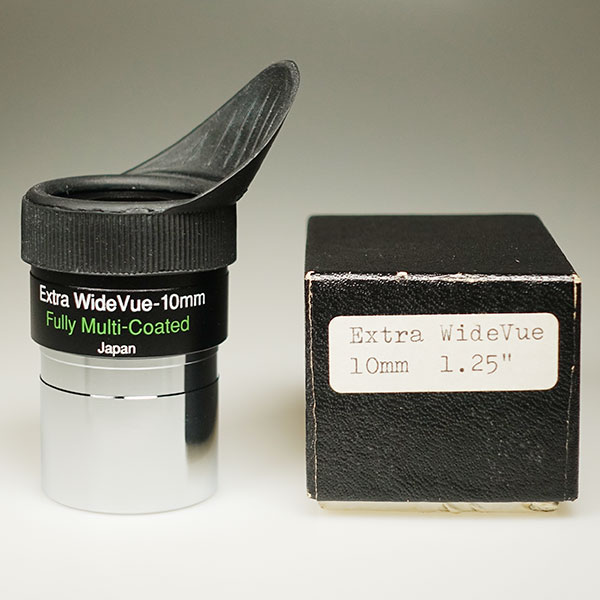 Extra WideVue-10mm
Fully Multi-Coated
Japan
Extra WideVue
10mm 1.25"